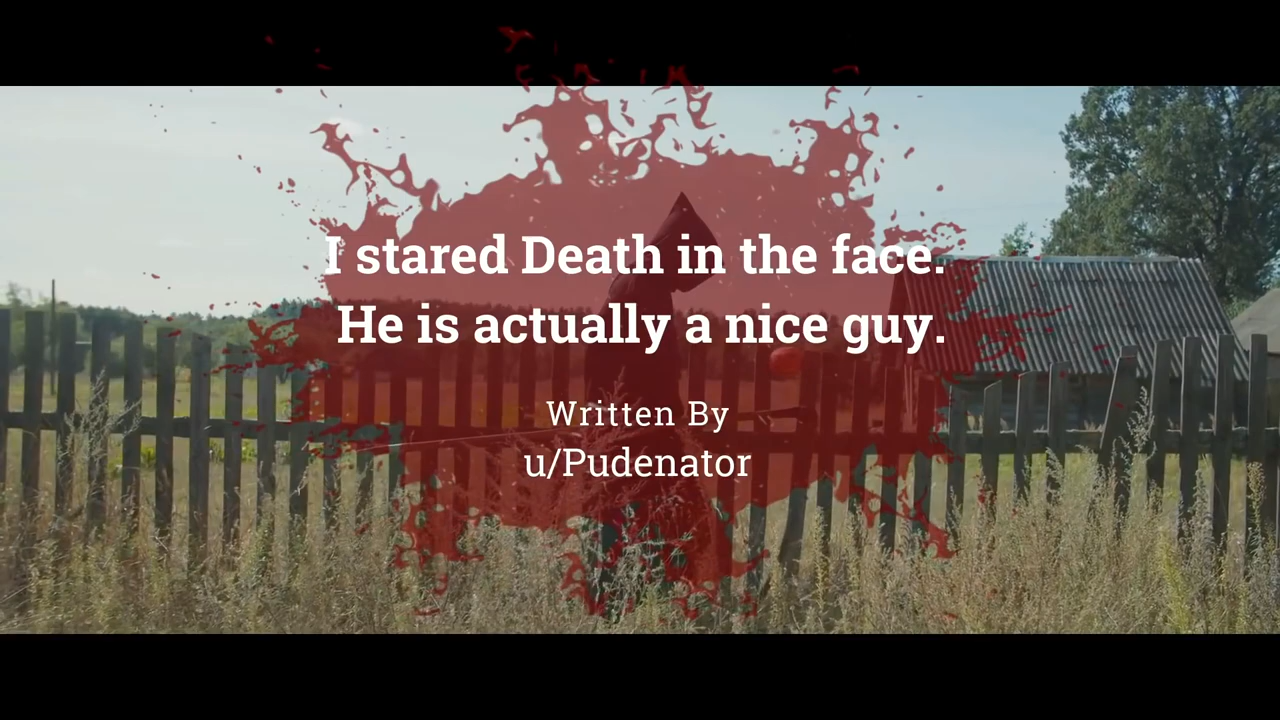 I stared Death in the face.
He is actually a nice guy.
Written By
u/Pudenator